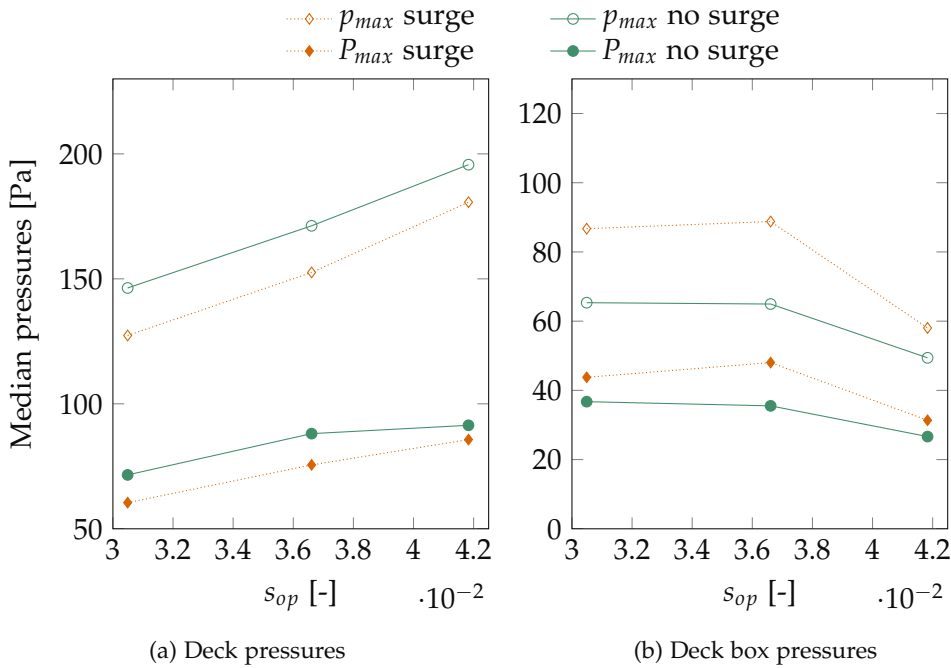 p_max surge
p_max no surge
P_max surge
P_max no surge
Median pressures [Pa]
200
150
100
50
3 3.2 3.4 3.6 3.8 4 4.2
s_op [-]
·10⁻²
(a) Deck pressures
120
100
80
60
40
20
0
3 3.2 3.4 3.6 3.8 4 4.2
s_op [-]
·10⁻²
(b) Deck box pressures